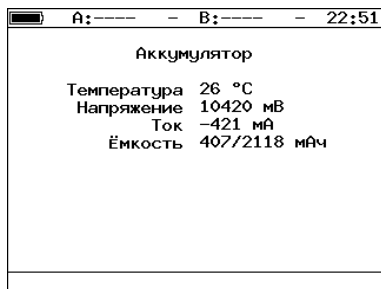 A:---- - B:---- - 22:51
Аккумулятор
Температура 26 °C
Напряжение 10420 мВ
Ток -421 мА
Ёмкость 407/2118 мАч